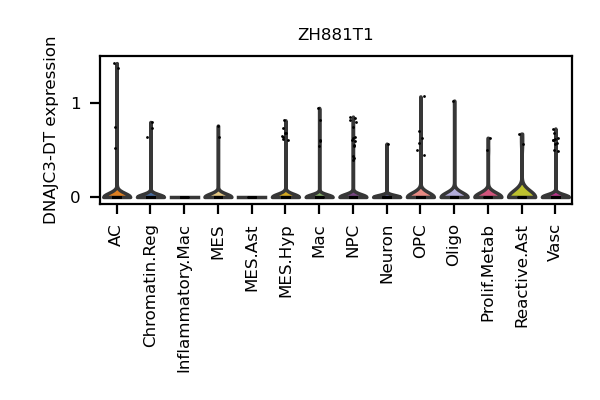 ZH881T1
DNAJC3-DT expression
1
0
AC
Chromatin.Reg
Inflammatory.Mac
MES
MES.Ast
MES.Hyp
Mac
NPC
Neuron
OPC
Oligo
Prolif.Metab
Reactive.Ast
Vasc